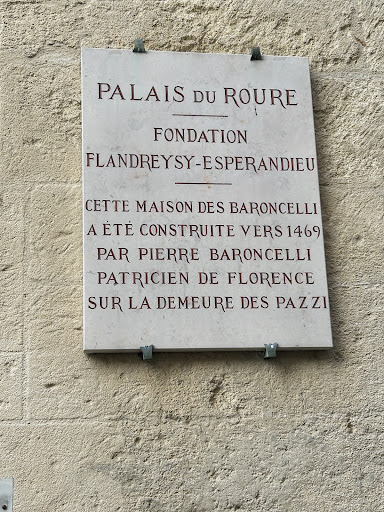 PALAIS DU ROURE
FONDATION
FLANDREYSY-ESPERANDIEU
CETTE MAISON DES BARONCELLI
A ÉTÉ CONSTRUITE VERS 1469
PAR PIERRE BARONCELLI
PATRICIEN DE FLORENCE
SUR LA DEMEURE DES PAZZI